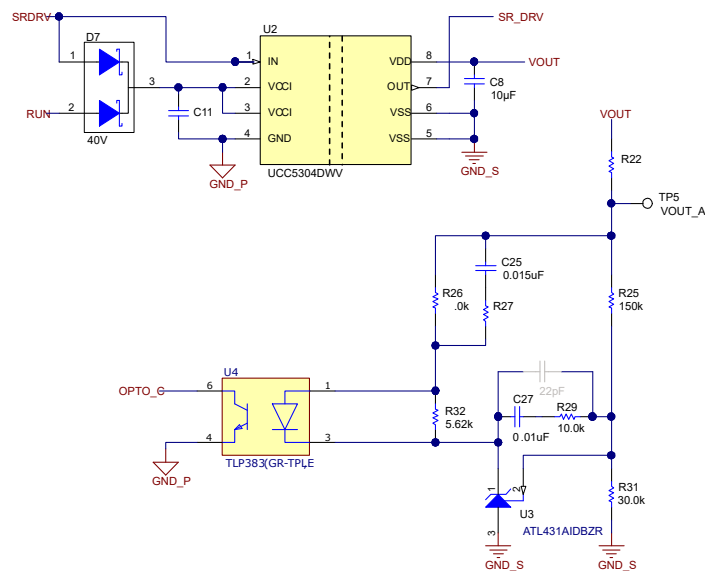 SRDRV
D7
1
3
2
RUN
40V
C11
GND_P
U2
1
IN
2
VCCI
3
VCCI
4
GND
VDD
8
OUT
7
VSS
6
VSS
5
UCC5304DWV
SR_DRV
VOUT
C8
10µF
GND_S
VOUT
R22
TP5
VOUT_A
C25
0.015uF
R26
.0k
R27
R25
150k
U4
OPTO_C
6
1
4
3
TLP383(GR-TPL,E
GND_P
R32
5.62k
22pF
C27
0.01uF
R29
10.0k
1
2
3
U3
ATL431AIDBZR
GND_S
R31
30.0k
GND_S